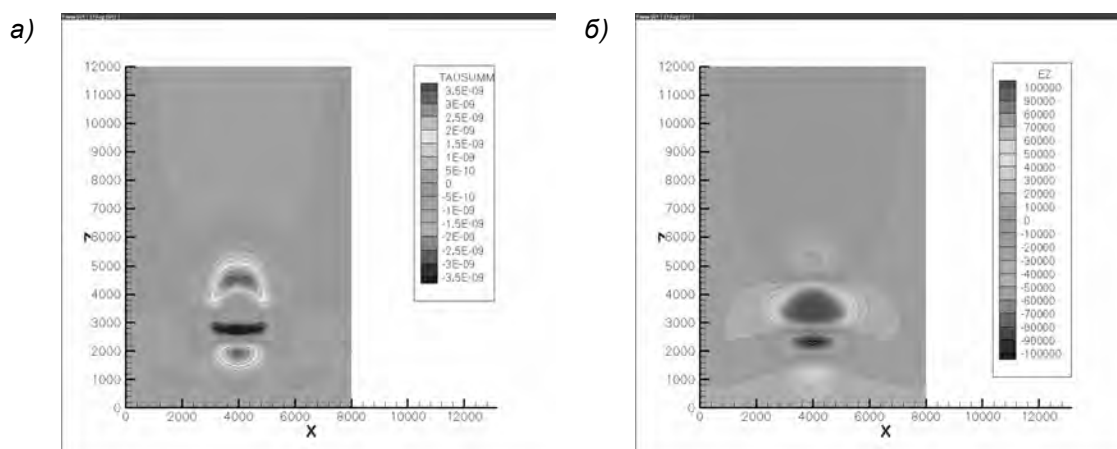 а)
12000
11000
10000
9000
8000
7000
6000
5000
4000
3000
2000
1000
0
Z
0 2000 4000 6000 8000 10000 12000
X
TAUSUMM
3.5E-09
3E-09
2.5E-09
2E-09
1.5E-09
1E-09
5E-10
0
-5E-10
-1E-09
-1.5E-09
-2E-09
-2.5E-09
-3E-09
-3.5E-09
б)
12000
11000
10000
9000
8000
7000
6000
5000
4000
3000
2000
1000
0
Z
0 2000 4000 6000 8000 10000 12000
X
EZ
100000
90000
80000
70000
60000
50000
40000
30000
20000
10000
0
-10000
-20000
-30000
-40000
-50000
-60000
-70000
-80000
-90000
-100000